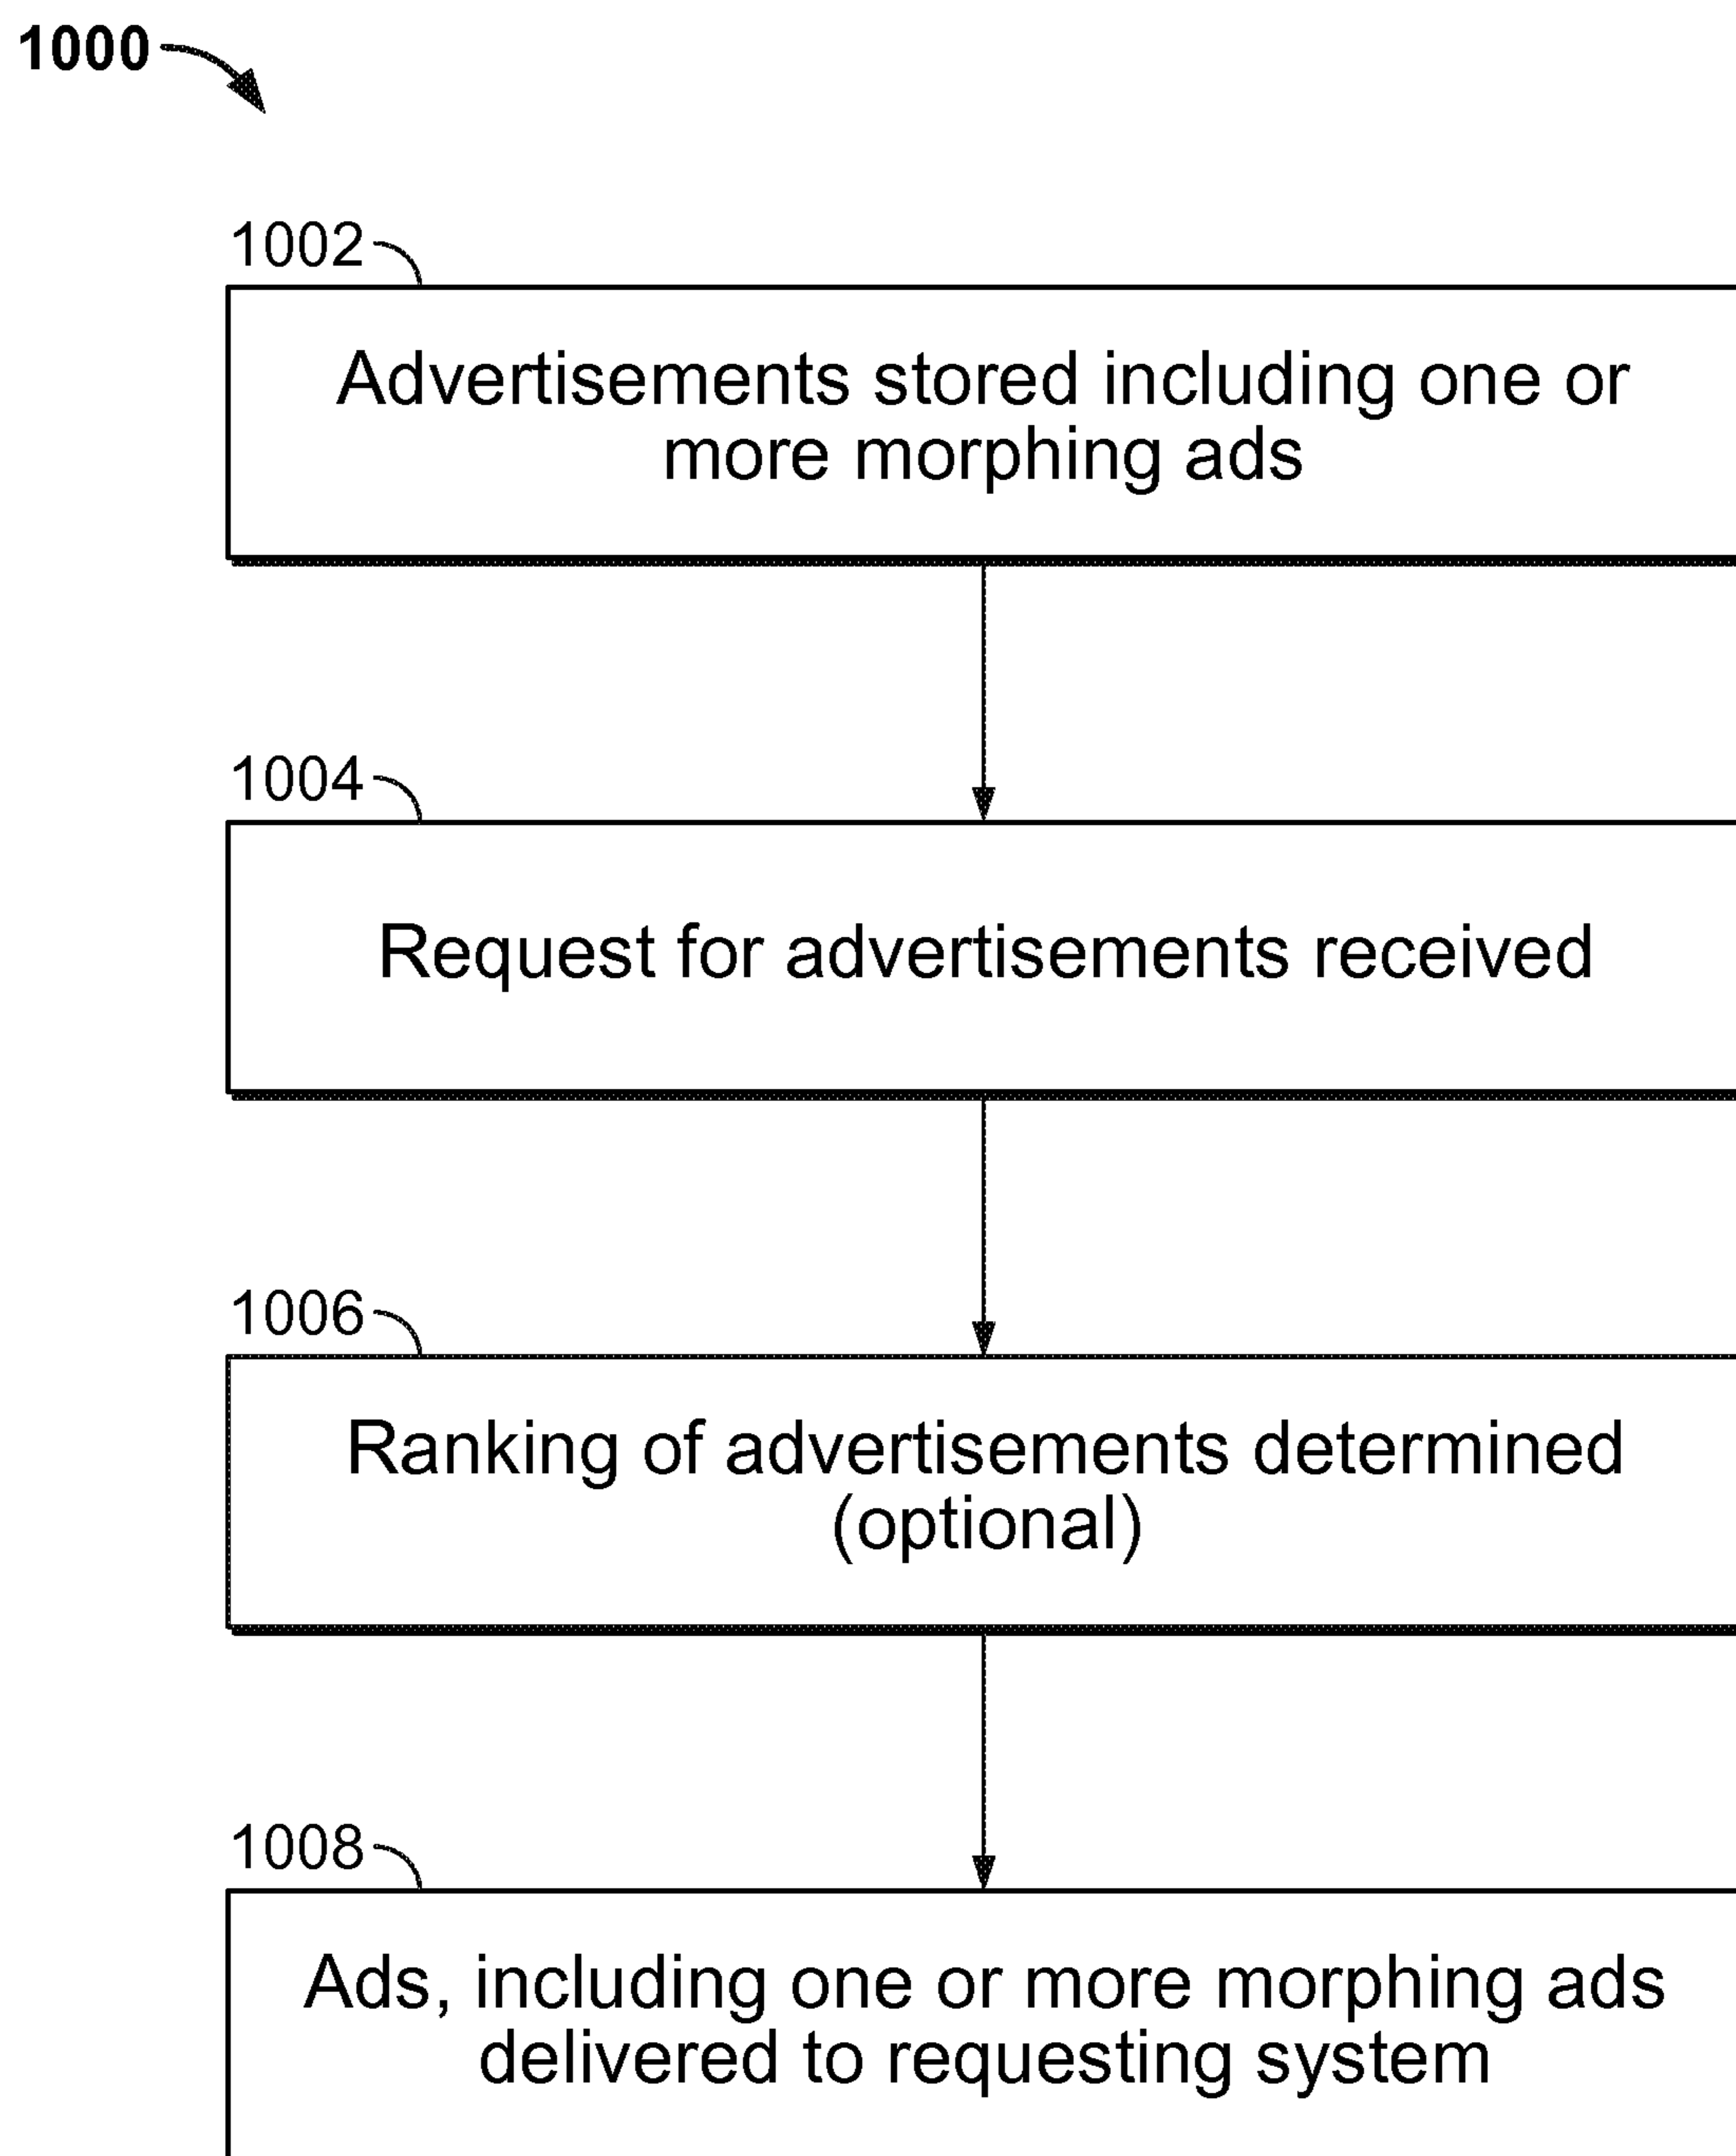 1000
1002
Advertisements stored including one or
more morphing ads
1004
Request for advertisements received
1006
Ranking of advertisements determined
(optional)
1008
Ads, including one or more morphing ads
delivered to requesting system